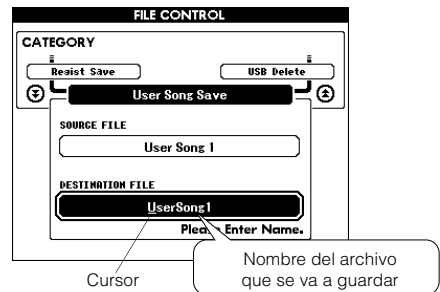 FILE CONTROL
CATEGORY
Regist Save
USB Delete
User Song Save
SOURCE FILE
User Song 1
DESTINATION FILE
UserSong1
Please Enter Name.
Cursor
Nombre del archivo
que se va a guardar